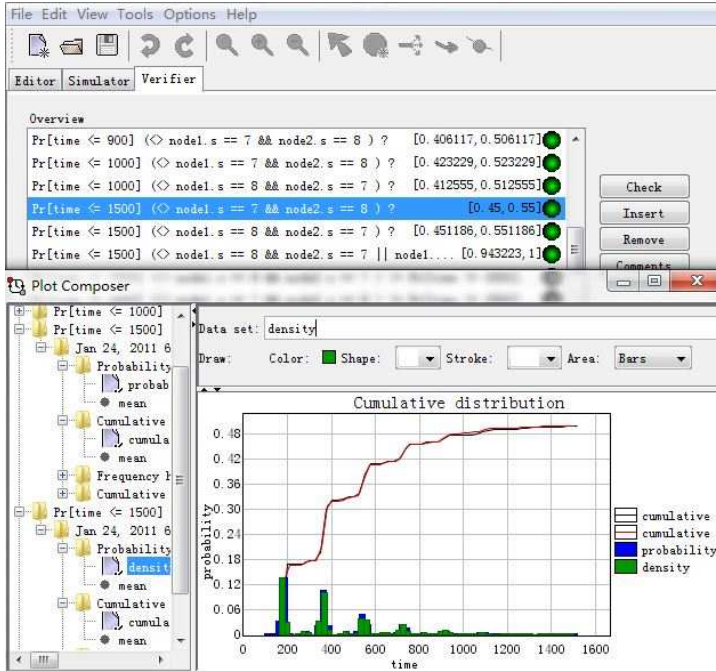 File Edit View Tools Options Help
Editor Simulator Verifier
Overview
Pr[time <= 900] (<> node1.s == 7 && node2.s == 8 ) ? [0.406117,0.506117]
Pr[time <= 1000] (<> node1.s == 7 && node2.s == 8 ) ? [0.423229,0.523229]
Pr[time <= 1000] (<> node1.s == 8 && node2.s == 7 ) ? [0.412555,0.512555]
Pr[time <= 1500] (<> node1.s == 7 && node2.s == 8 ) ? [0.45,0.55]
Pr[time <= 1500] (<> node1.s == 8 && node2.s == 7 ) ? [0.451186,0.551186]
Pr[time <= 1500] (<> node1.s == 8 && node2.s == 7 || node1.... [0.943223,1]
Check
Insert
Remove
Comments
Plot Composer
Pr[time <= 1000]
Pr[time <= 1500]
Jan 24, 2011 6
Probability
probab
mean
Cumulative
cumula
mean
Frequency h
Cumulative
Pr[time <= 1500]
Jan 24, 2011 6
Probability
densit
mean
Cumulative
cumula
mean
Data set: density
Draw: Color: Shape: Stroke: Area: Bars
Cumulative distribution
probability
0.48
0.42
0.36
0.30
0.24
0.18
0.12
0.06
0
0 200 400 600 800 1000 1200 1400 1600
time
cumulative
cumulative
probability
density